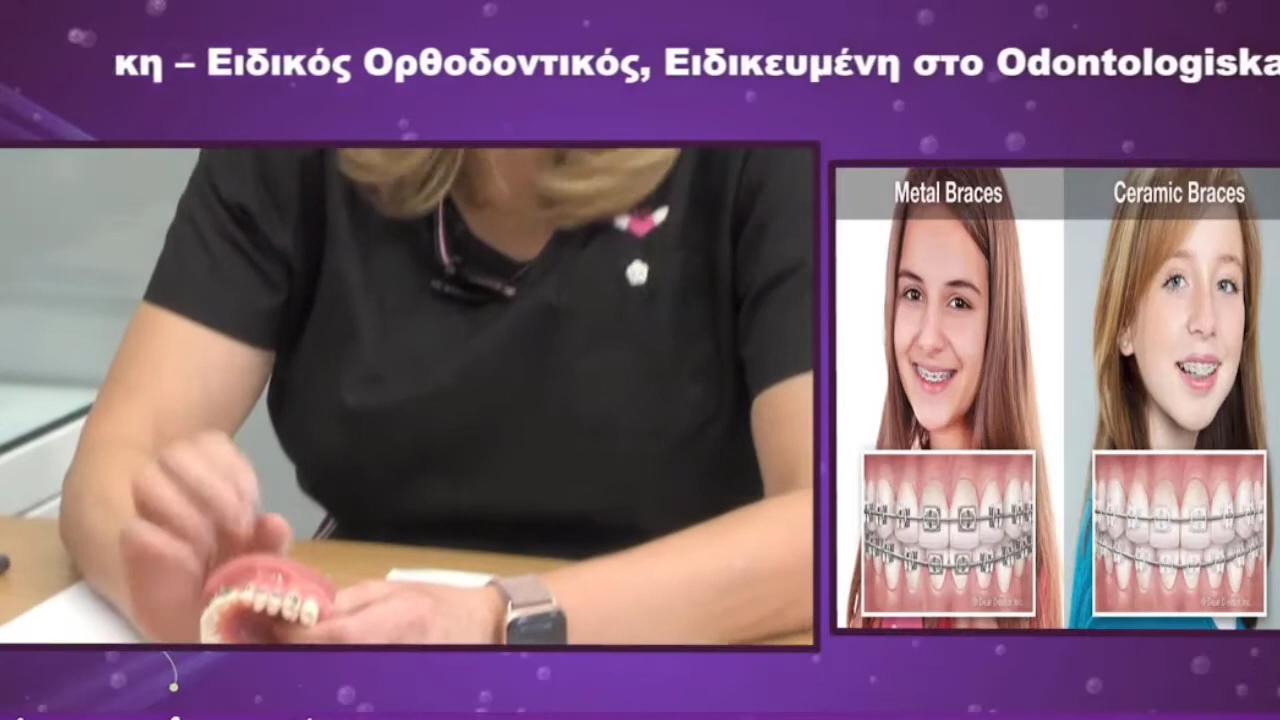 κη – Ειδικός Ορθοδοντικός, Ειδικευμένη στο Odontologiska
Metal Braces
Ceramic Braces